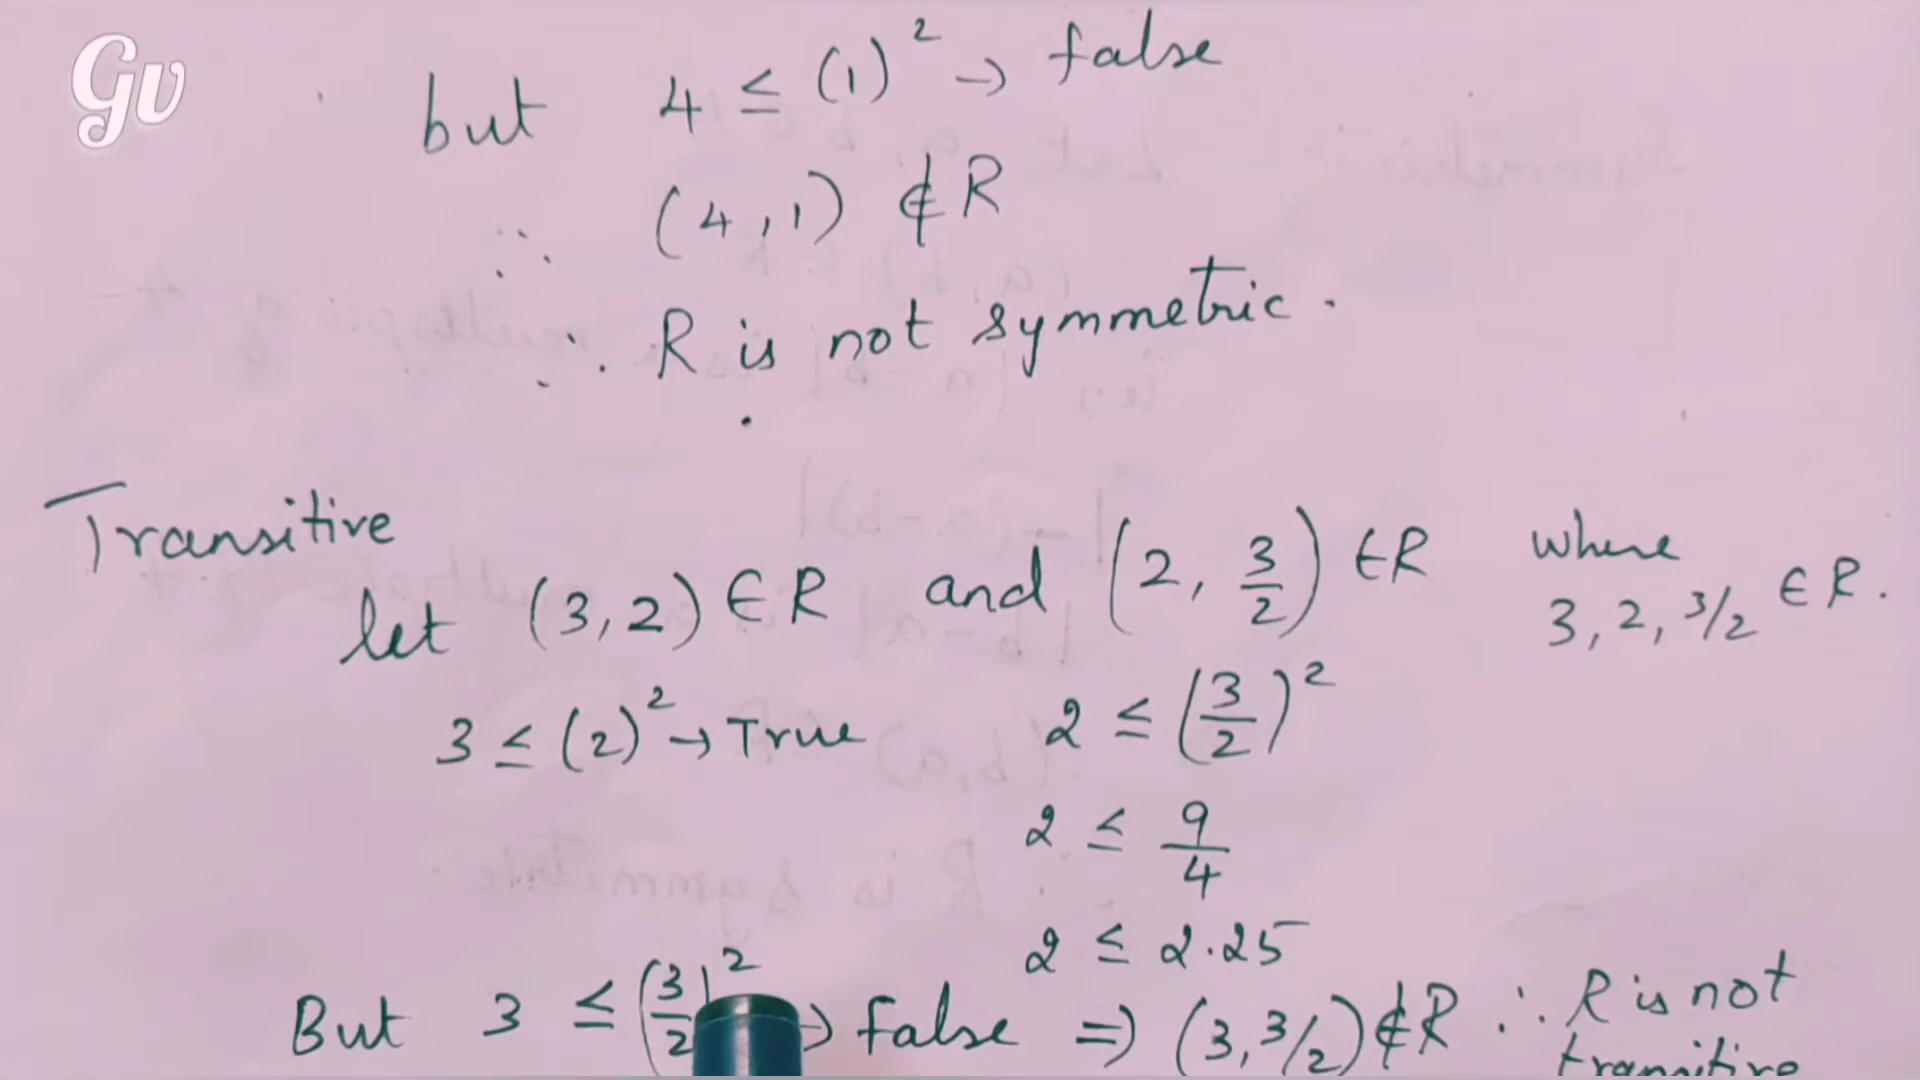 Gv
but 4 ≤ (1)² → false
(4,1) ∉ R
∴ R is not symmetric.
Transitive
let (3,2) ∈ R and (2, 3/2) ∈ R where
3, 2, 3/2 ∈ R.
3 ≤ (2)² → True 2 ≤ (3/2)²
2 ≤ 9/4
2 ≤ 2.25
But 3 ≤ (3/2)² → false ⇒ (3, 3/2) ∉ R ∴ R is not
transitive